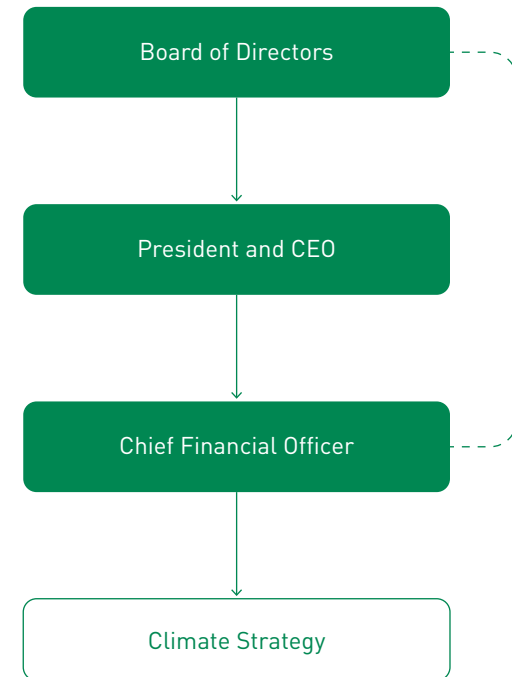 Board of Directors
President and CEO
Chief Financial Officer
Climate Strategy